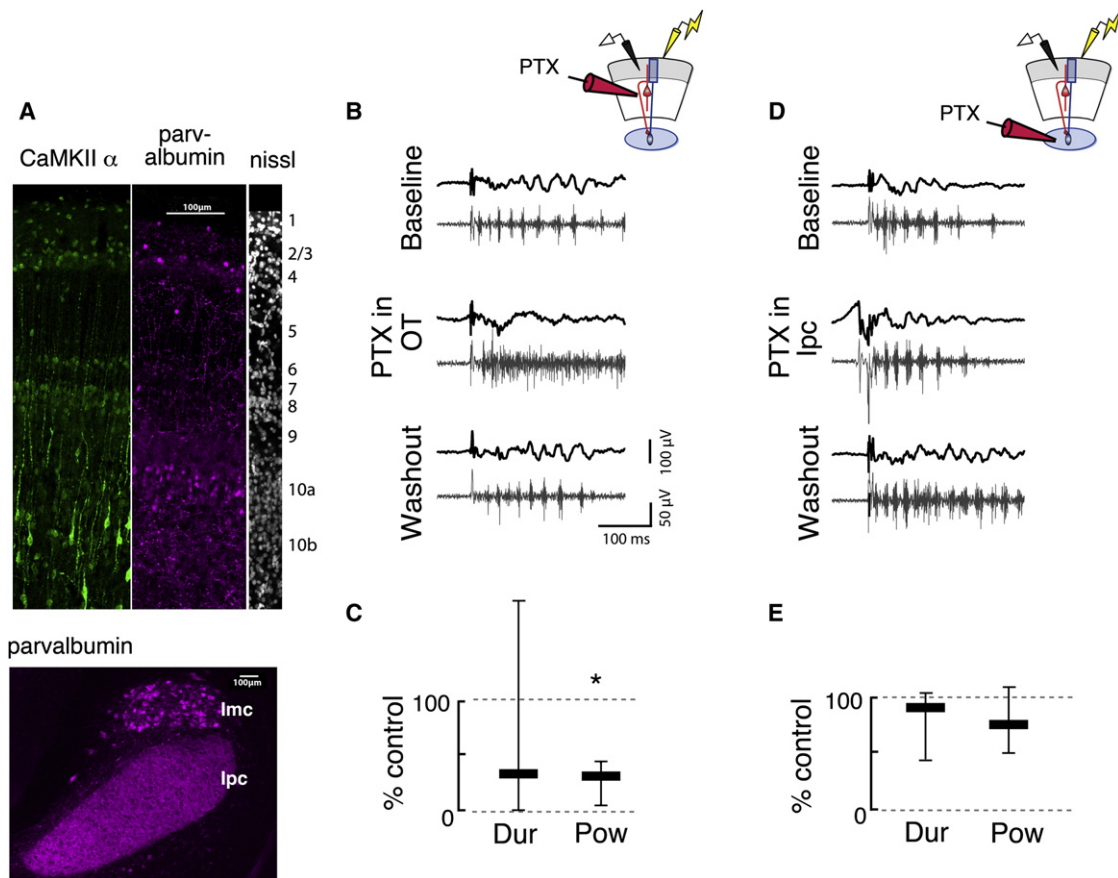 PTX
PTX
A
B
D
CaMKII α
parv-
albumin
nissl
100µm
1
2/3
4
5
6
7
8
9
10a
10b
Baseline
PTX in
OT
Washout
100 µV
50 µV
100 ms
Baseline
PTX in
Ipc
Washout
parvalbumin
100µm
Imc
Ipc
C
% control
100
0
*
Dur
Pow
E
% control
100
0
Dur
Pow